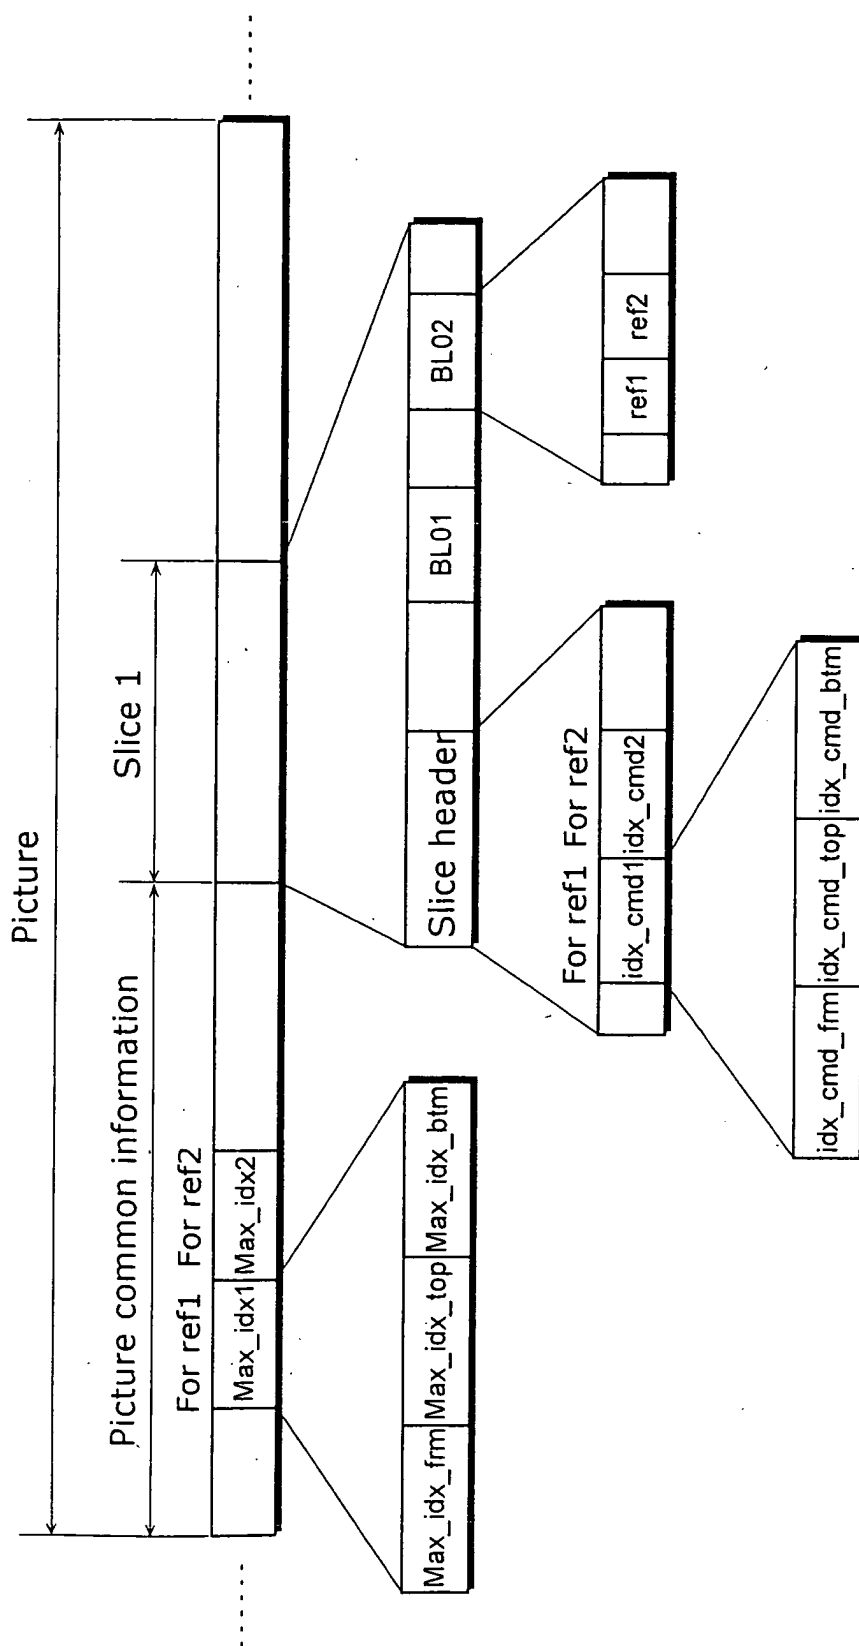 Picture
Picture common information
Slice 1
For ref1 For ref2
Max_idx1 Max_idx2
Max_idx_frm Max_idx_top Max_idx_btm
Slice header BL01 BL02
For ref1 For ref2
idx_cmd1 idx_cmd2
ref1 ref2
idx_cmd_frm idx_cmd_top idx_cmd_btm